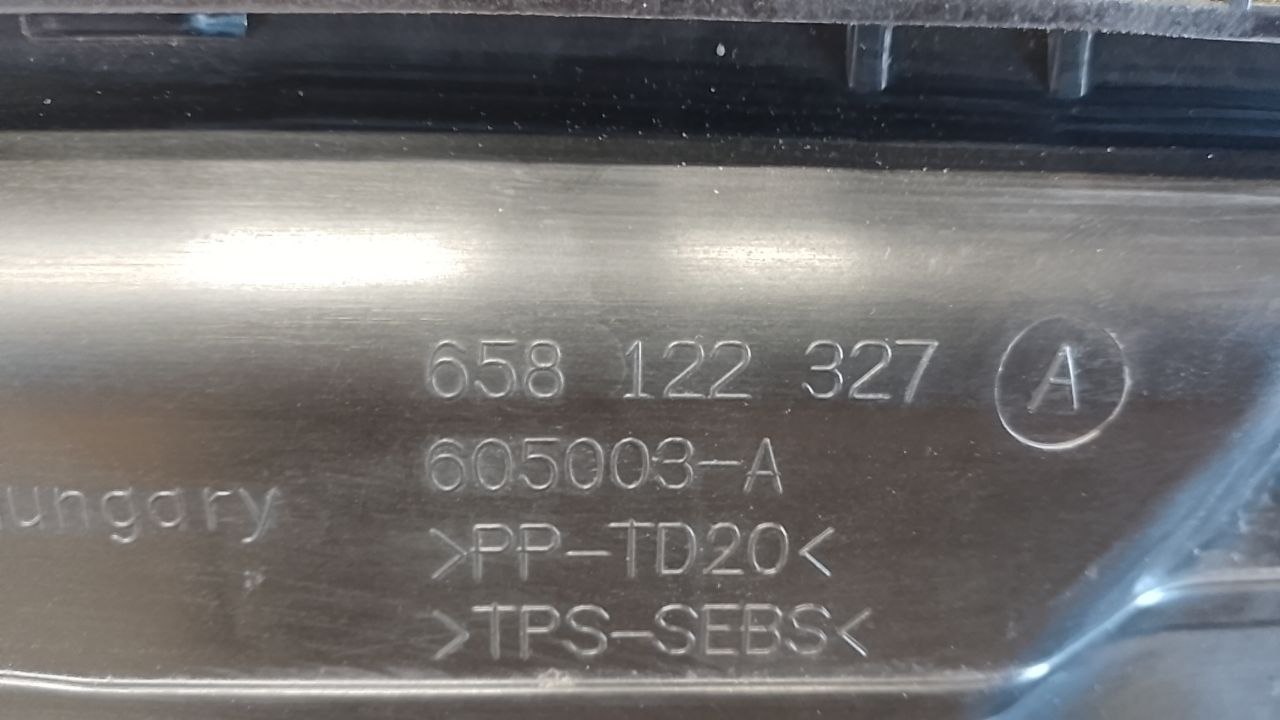 658 122 327 A
605003-A
ungary
>PP-TD20<
>TPS-SEBS<